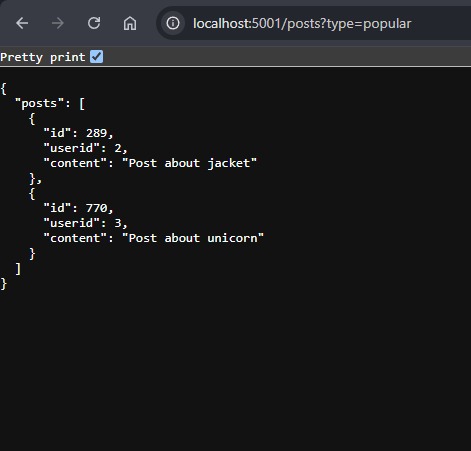 localhost:5001/posts?type=popular
Pretty print
{
  "posts": [
    {
      "id": 289,
      "userid": 2,
      "content": "Post about jacket"
    },
    {
      "id": 770,
      "userid": 3,
      "content": "Post about unicorn"
    }
  ]
}